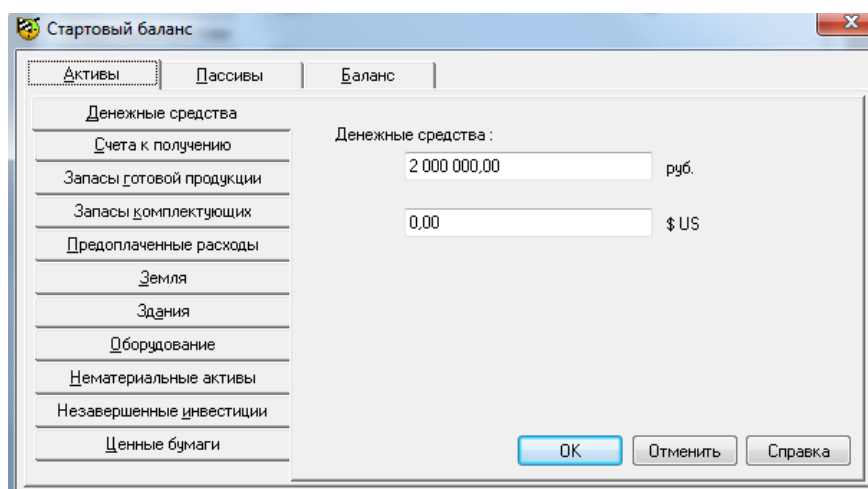 Стартовый баланс
Активы
Пассивы
Баланс
Денежные средства
Счета к получению
Запасы готовой продукции
Запасы комплектующих
Предоплаченные расходы
Земля
Здания
Оборудование
Нематериальные активы
Незавершенные инвестиции
Ценные бумаги
Денежные средства :
2 000 000,00 руб.
0,00 $ US
OK Отменить Справка